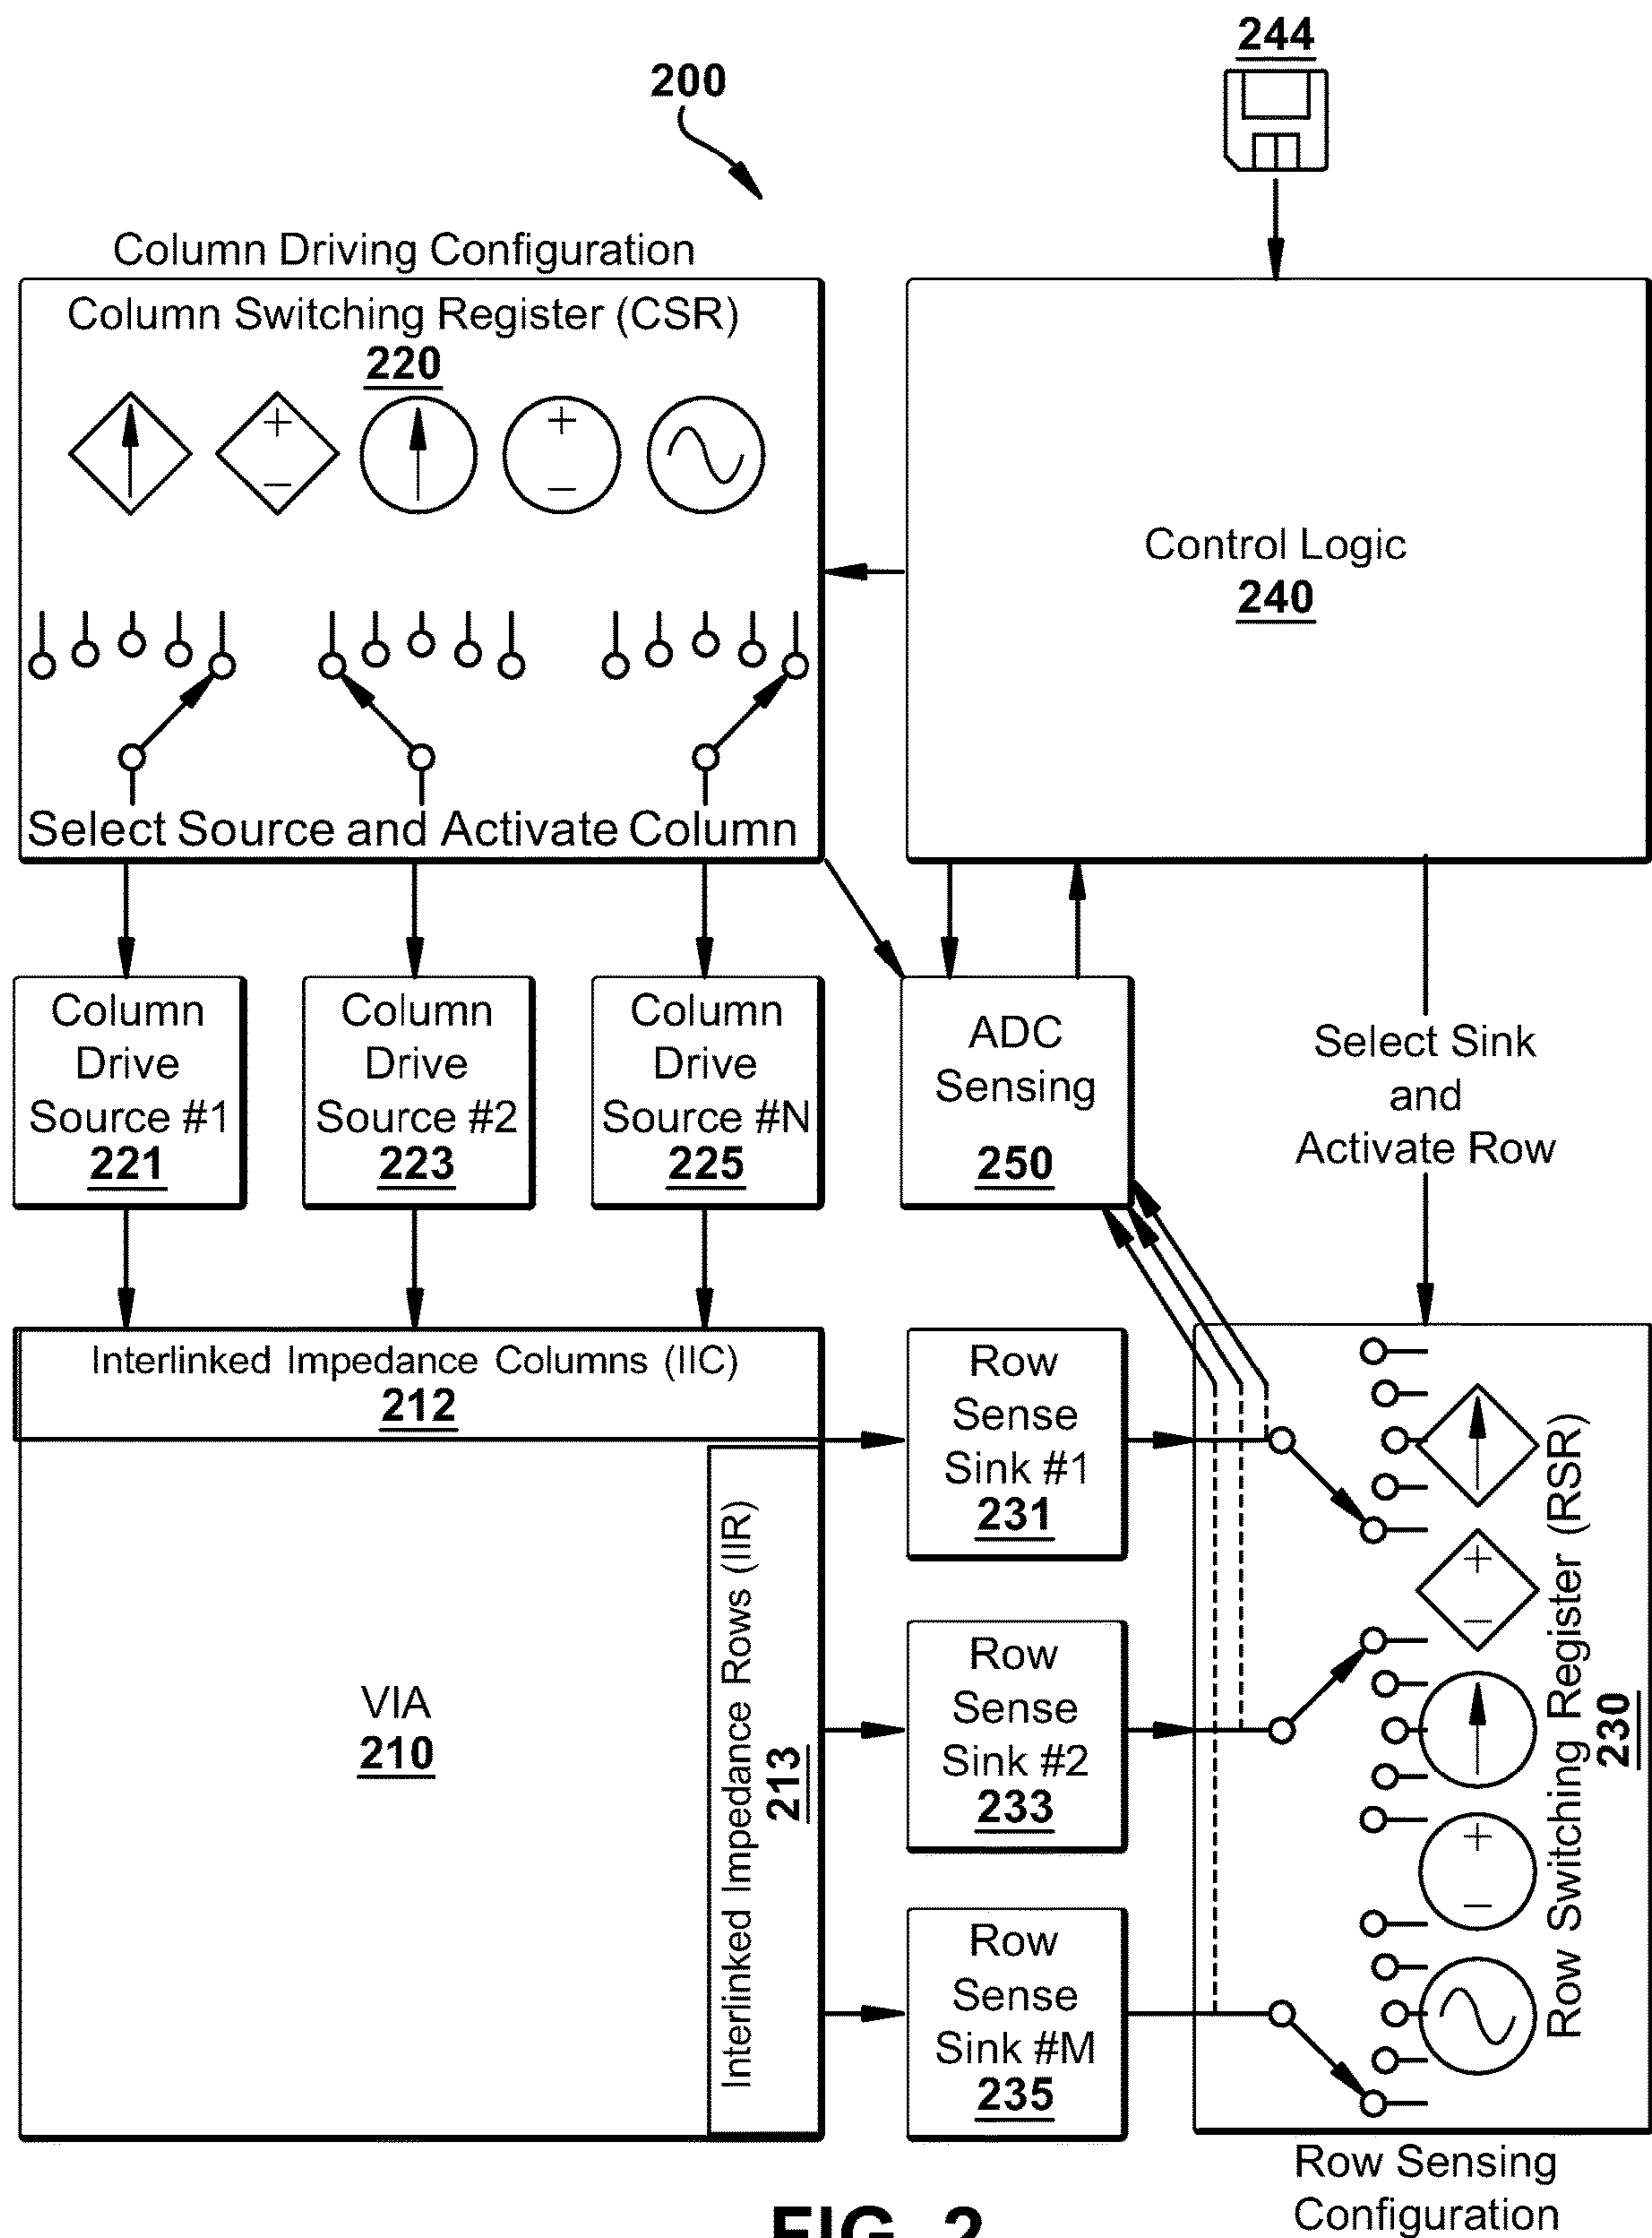 244
200
Column Driving Configuration
Column Switching Register (CSR)
220
+
−
+
−
Select Source and Activate Column
Control Logic
240
Column
Drive
Source #1
221
Column
Drive
Source #2
223
Column
Drive
Source #N
225
ADC
Sensing
250
Select Sink
and
Activate Row
Interlinked Impedance Columns (IIC)
212
VIA
210
Interlinked Impedance Rows (IIR)
213
Row
Sense
Sink #1
231
Row
Sense
Sink #2
233
Row
Sense
Sink #M
235
+
−
+
−
Row Switching Register (RSR)
230
Row Sensing
Configuration
FIG. 2